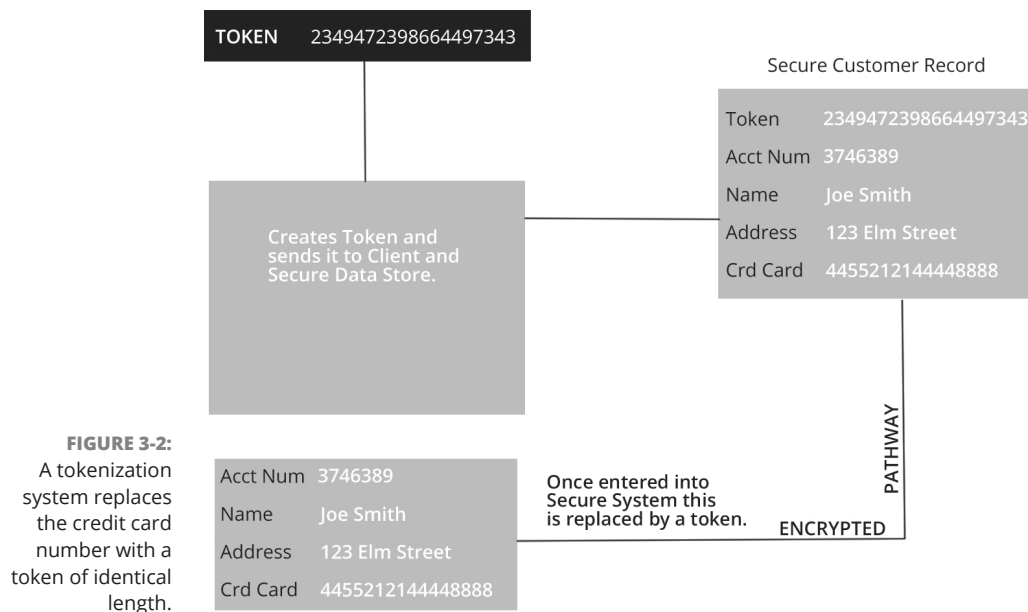 TOKEN 2349472398664497343
Secure Customer Record
Token 2349472398664497343
Acct Num 3746389
Name Joe Smith
Address 123 Elm Street
Crd Card 4455212144448888
Creates Token and
sends it to Client and
Secure Data Store.
PATHWAY
ENCRYPTED
Once entered into
Secure System this
is replaced by a token.
Acct Num 3746389
Name Joe Smith
Address 123 Elm Street
Crd Card 4455212144448888
FIGURE 3-2:
A tokenization
system replaces
the credit card
number with a
token of identical
length.